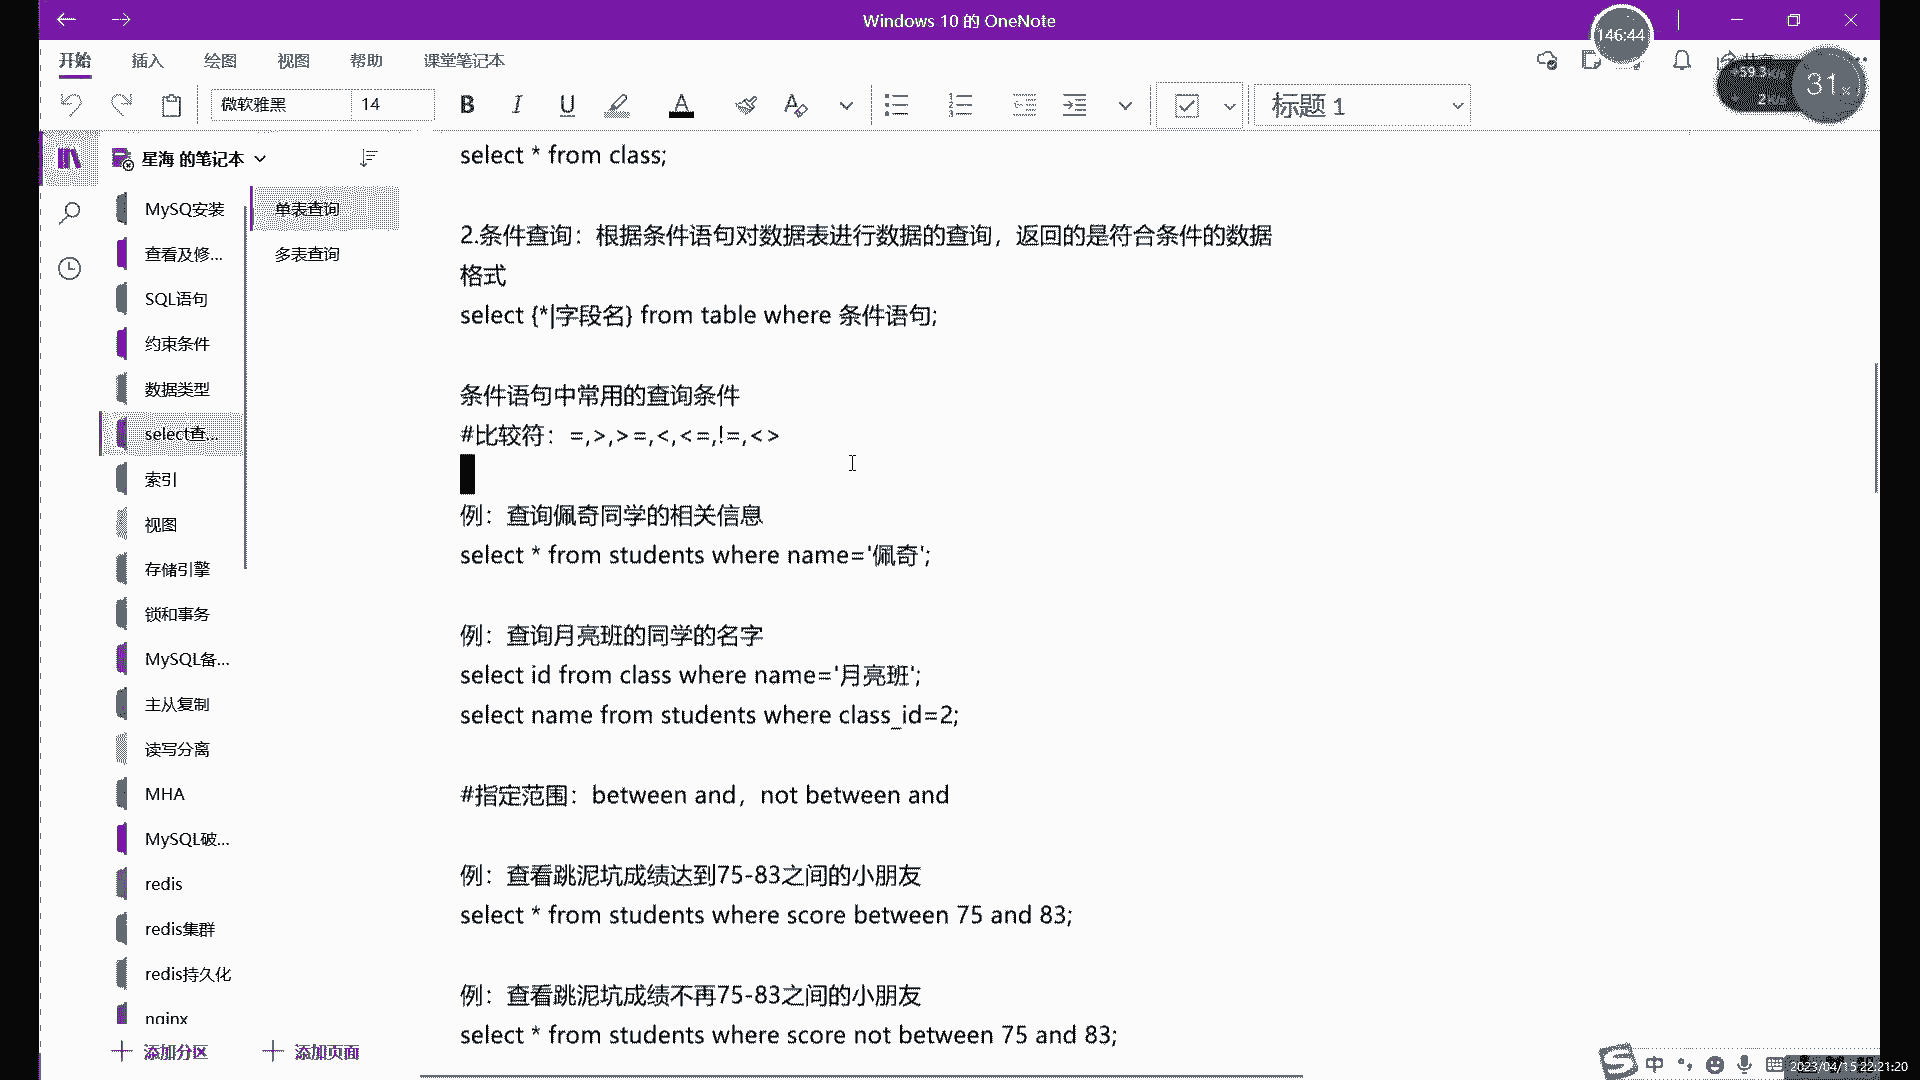 Windows 10 的 OneNote
146:44
开始 插入 绘图 视图 帮助 课堂笔记本
+59.3K/s
2K/s
31%
微软雅黑 14 B I U A 标题 1
星海 的笔记本
MySQ安装
查看及修...
SQL语句
约束条件
数据类型
select查...
索引
视图
存储引擎
锁和事务
MySQL备...
主从复制
读写分离
MHA
MySQL破...
redis
redis集群
redis持久化
nginx
添加分区
单表查询
多表查询
添加页面
select * from class;
2.条件查询：根据条件语句对数据表进行数据的查询，返回的是符合条件的数据
格式
select {*|字段名} from table where 条件语句;
条件语句中常用的查询条件
#比较符：=,>,>=,<,<=,!=,<>
例：查询佩奇同学的相关信息
select * from students where name='佩奇';
例：查询月亮班的同学的名字
select id from class where name='月亮班';
select name from students where class_id=2;
#指定范围：between and，not between and
例：查看跳泥坑成绩达到75-83之间的小朋友
select * from students where score between 75 and 83;
例：查看跳泥坑成绩不再75-83之间的小朋友
select * from students where score not between 75 and 83;
中
2023/04/15 22:21:20